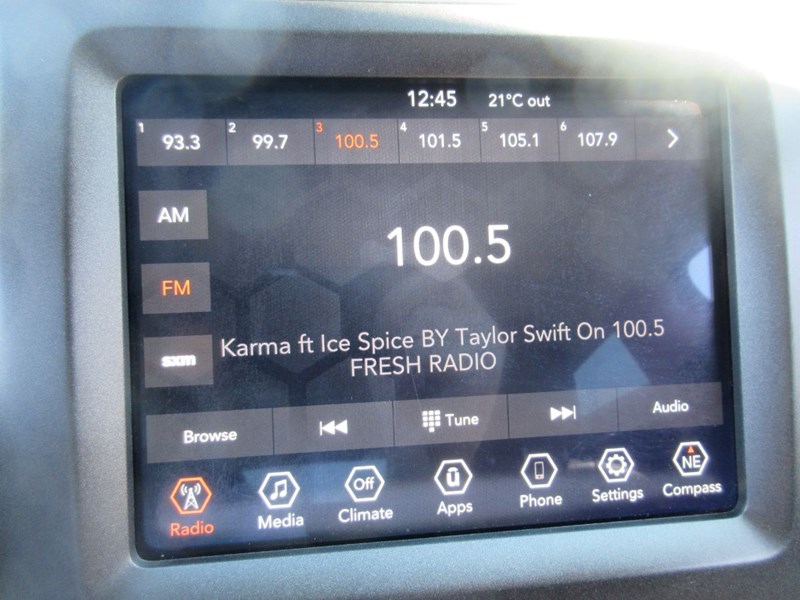 12:45 21°C out
1 93.3 2 99.7 3 100.5 4 101.5 5 105.1 6 107.9
AM
100.5
FM
sxm
Karma ft Ice Spice BY Taylor Swift On 100.5
FRESH RADIO
Browse Tune Audio
Off û NE
Radio Media Climate Apps Phone Settings Compass